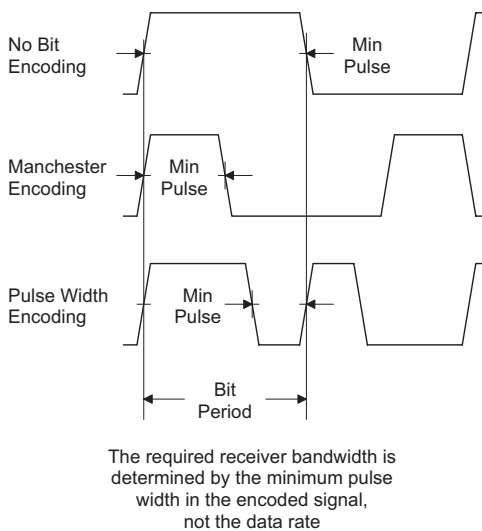 No Bit
Encoding
Min
Pulse
Manchester
Encoding
Min
Pulse
Pulse Width
Encoding
Min
Pulse
Bit
Period
The required receiver bandwidth is
determined by the minimum pulse
width in the encoded signal,
not the data rate